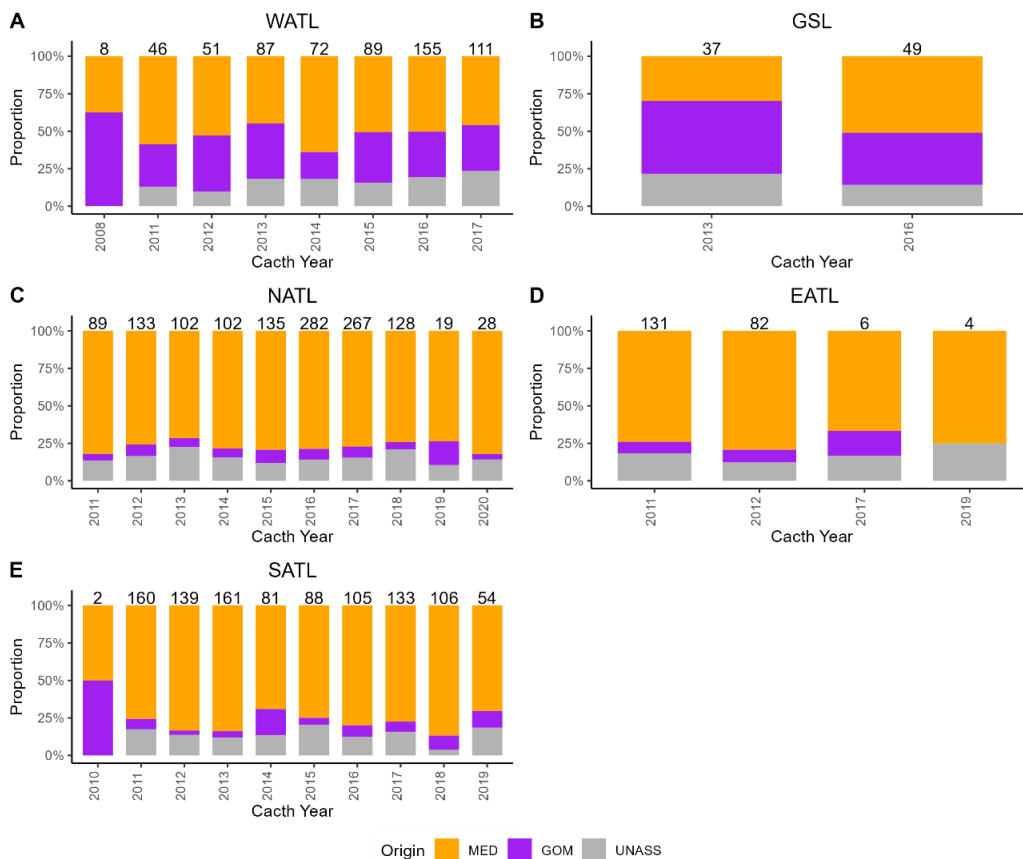 A WATL
8 46 51 87 72 89 155 111
100%
75%
50%
25%
0%
Proportion
2008 2011 2012 2013 2014 2015 2016 2017
Cacth Year
B GSL
37 49
100%
75%
50%
25%
0%
Proportion
2013 2016
Cacth Year
C NATL
89 133 102 102 135 282 267 128 19 28
100%
75%
50%
25%
0%
Proportion
2011 2012 2013 2014 2015 2016 2017 2018 2019 2020
Cacth Year
D EATL
131 82 6 4
100%
75%
50%
25%
0%
Proportion
2011 2012 2017 2019
Cacth Year
E SATL
2 160 139 161 81 88 105 133 106 54
100%
75%
50%
25%
0%
Proportion
2010 2011 2012 2013 2014 2015 2016 2017 2018 2019
Cacth Year
Origin MED GOM UNASS